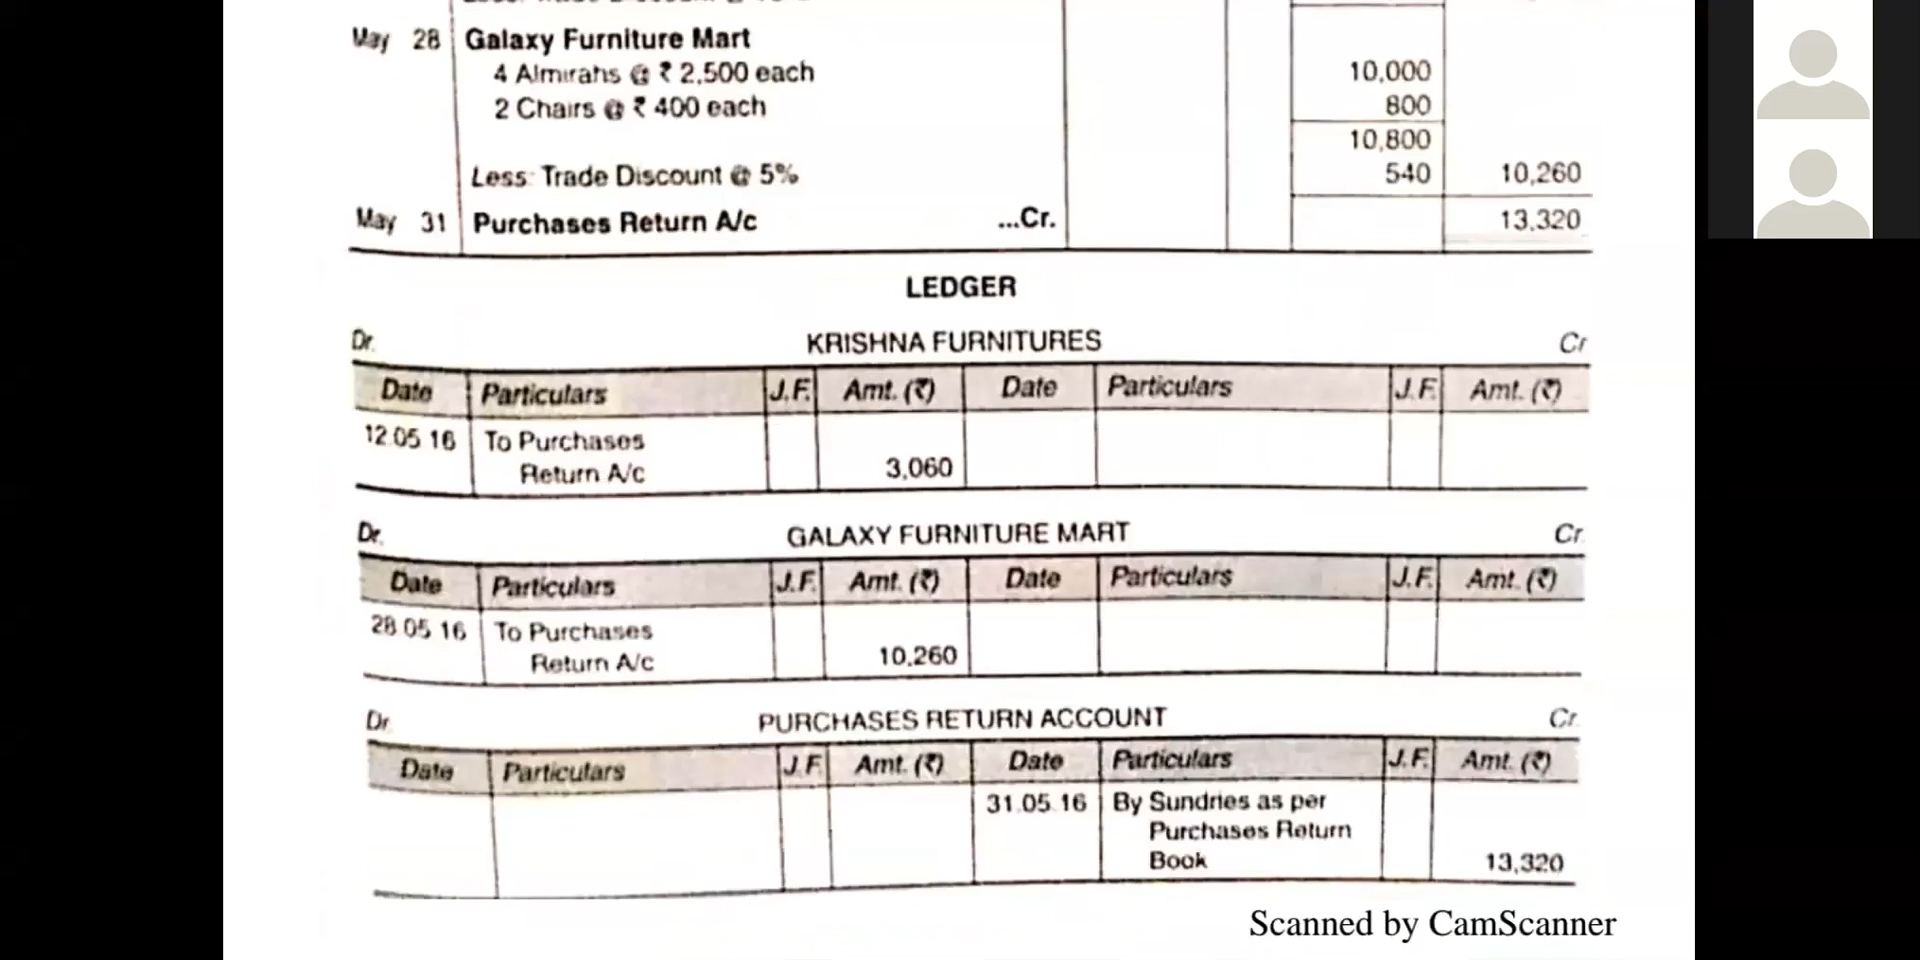 May 28 Galaxy Furniture Mart
4 Almirahs @ ₹ 2,500 each 10,000
2 Chairs @ ₹ 400 each 800
10,800
Less: Trade Discount @ 5% 540 10,260
May 31 Purchases Return A/c ...Cr. 13,320
LEDGER
Dr. KRISHNA FURNITURES Cr
Date Particulars J.F. Amt. (₹) Date Particulars J.F. Amt. (₹)
12.05.16 To Purchases
Return A/c 3,060
Dr. GALAXY FURNITURE MART Cr.
Date Particulars J.F. Amt. (₹) Date Particulars J.F. Amt. (₹)
28.05.16 To Purchases
Return A/c 10,260
Dr. PURCHASES RETURN ACCOUNT Cr.
Date Particulars J.F. Amt. (₹) Date Particulars J.F. Amt. (₹)
31.05.16 By Sundries as per
Purchases Return
Book 13,320
Scanned by CamScanner